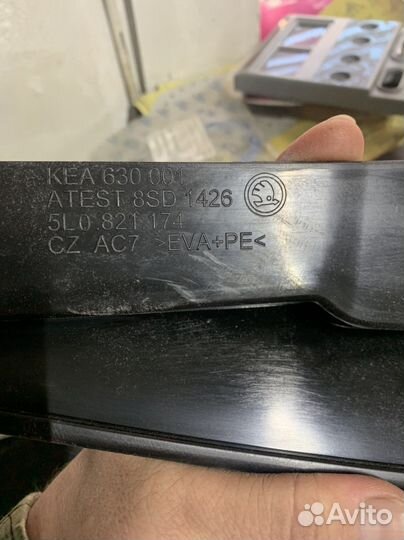 KEA 630 001
ATEST 8SD 1426
5L0 821 174
CZ AC7 >EVA+PE<
Avito